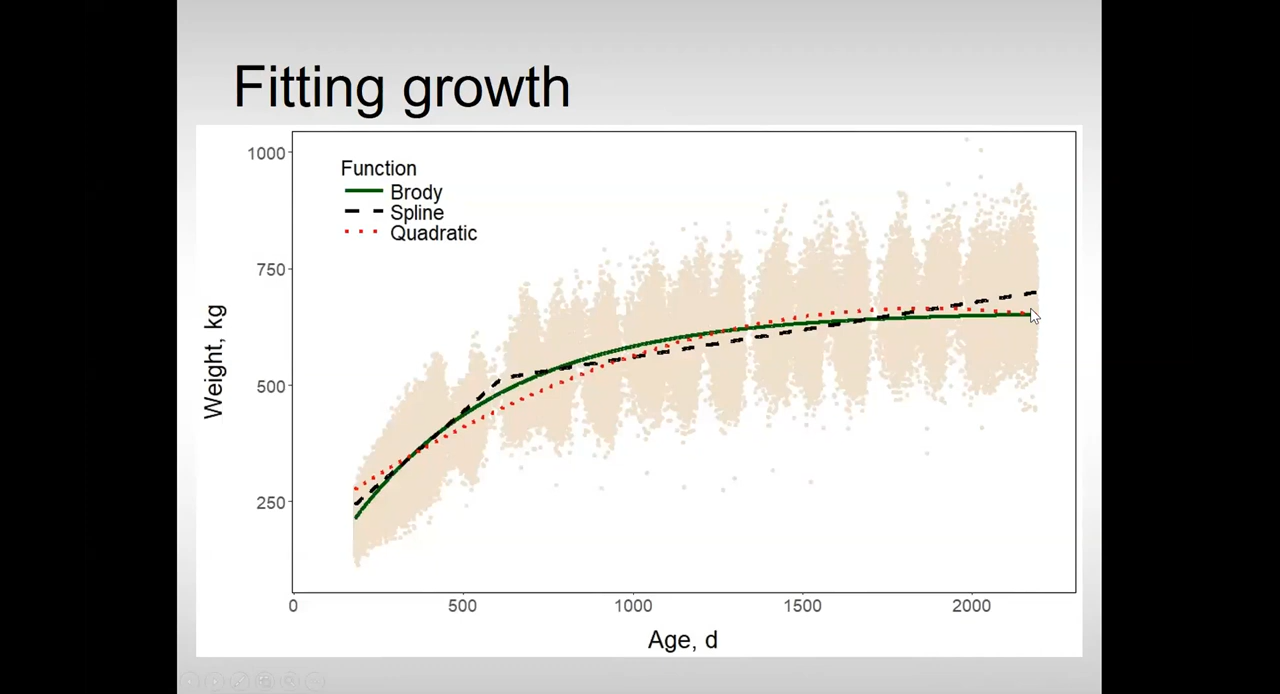 Fitting growth
Function
Brody
Spline
Quadratic
1000
750
500
250
Weight, kg
0 500 1000 1500 2000
Age, d